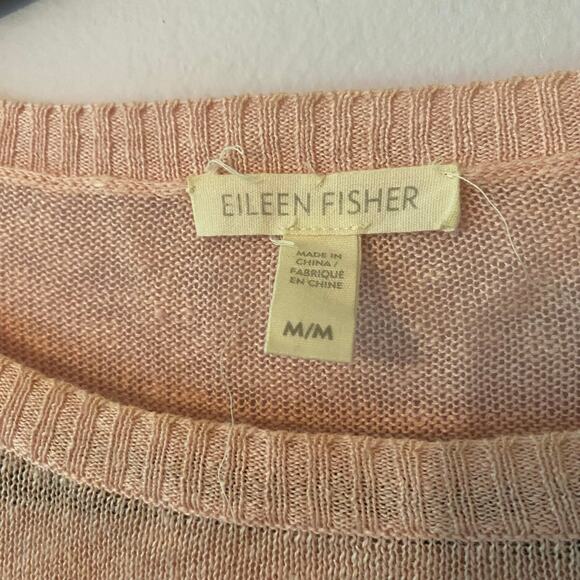 EILEEN FISHER
MADE IN
CHINA /
FABRIQUÉ
EN CHINE
M/M